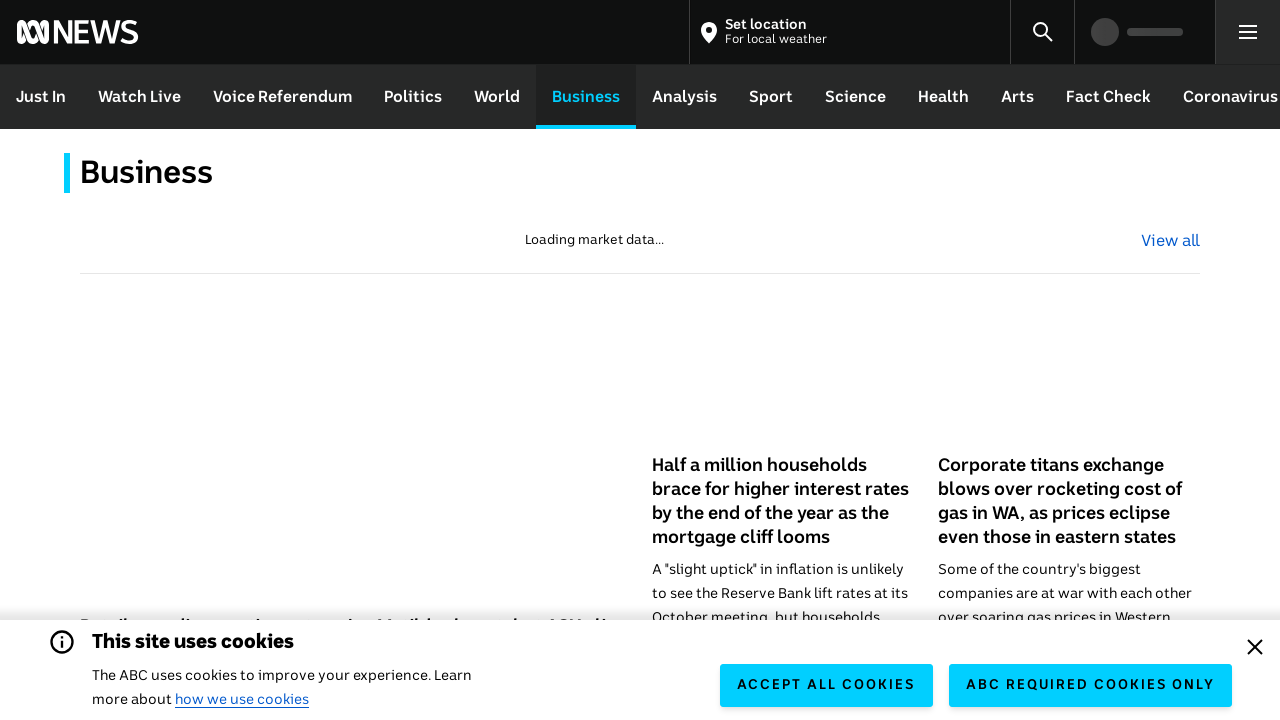 NEWS
Set location
For local weather
Just In
Watch Live
Voice Referendum
Politics
World
Business
Analysis
Sport
Science
Health
Arts
Fact Check
Coronavirus
Business
Loading market data...
View all
Half a million households
brace for higher interest rates
by the end of the year as the
mortgage cliff looms
A "slight uptick" in inflation is unlikely
to see the Reserve Bank lift rates at its
October meeting, but households
Corporate titans exchange
blows over rocketing cost of
gas in WA, as prices eclipse
even those in eastern states
Some of the country's biggest
companies are at war with each other
over soaring gas prices in Western
This site uses cookies
The ABC uses cookies to improve your experience. Learn
more about how we use cookies
ACCEPT ALL COOKIES
ABC REQUIRED COOKIES ONLY